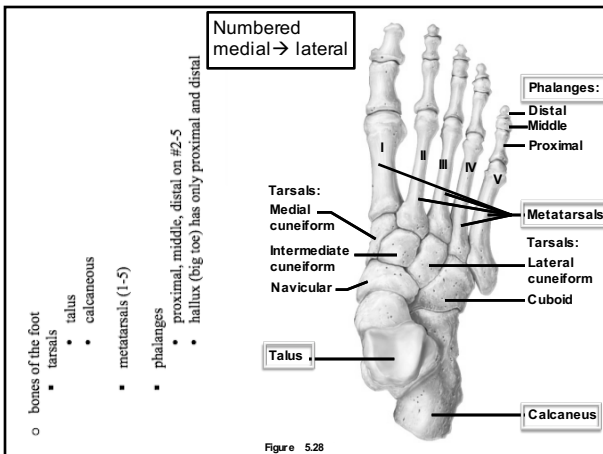 Numbered
medial→ lateral
○ bones of the foot
▪ tarsals
• talus
• calcaneous
▪ metatarsals (1-5)
▪ phalanges
• proximal, middle, distal on #2-5
• hallux (big toe) has only proximal and distal
Phalanges:
Distal
Middle
Proximal
I
II
III
IV
V
Metatarsals
Tarsals:
Medial
cuneiform
Intermediate
cuneiform
Navicular
Tarsals:
Lateral
cuneiform
Cuboid
Talus
Calcaneus
Figure 5.28